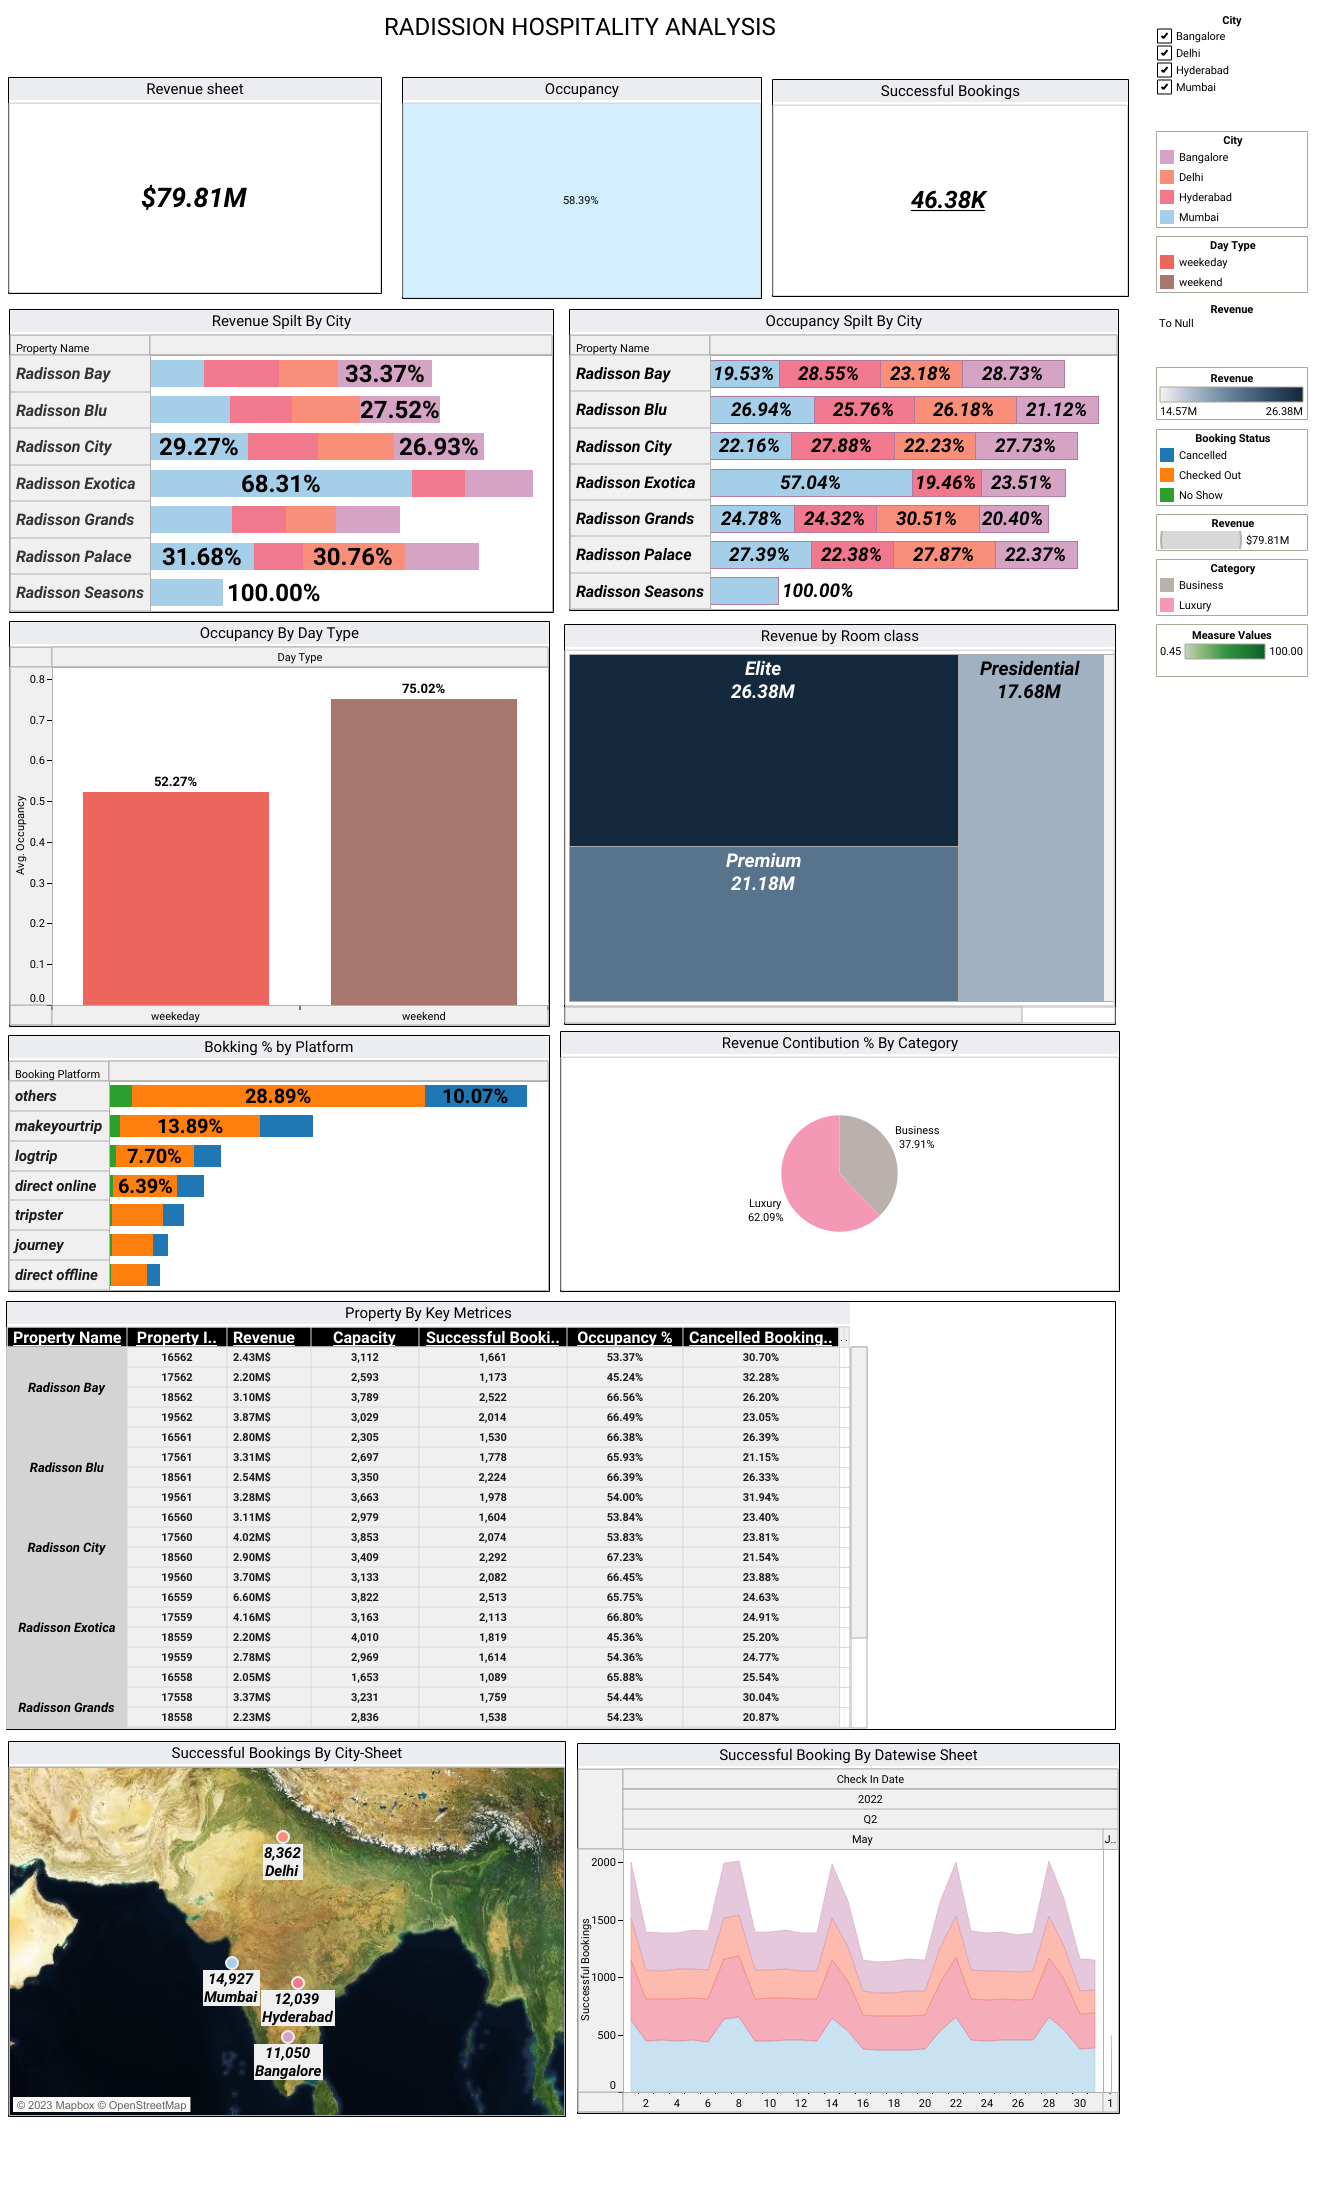 RADISSION HOSPITALITY ANALYSIS
City
Bangalore
Delhi
Hyderabad
Mumbai
City
Bangalore
Delhi
Hyderabad
Mumbai
Day Type
weekeday
weekend
Revenue
To Null
Revenue
14.57M 26.38M
Booking Status
Cancelled
Checked Out
No Show
Revenue
$79.81M
Category
Business
Luxury
Measure Values
0.45 100.00
Revenue sheet
$79.81M
Occupancy
58.39%
Successful Bookings
46.38K
Revenue Spilt By City
Property Name
Radisson Bay 33.37%
Radisson Blu 27.52%
Radisson City 29.27% 26.93%
Radisson Exotica 68.31%
Radisson Grands
Radisson Palace 31.68% 30.76%
Radisson Seasons 100.00%
Occupancy Spilt By City
Property Name
Radisson Bay 19.53% 28.55% 23.18% 28.73%
Radisson Blu 26.94% 25.76% 26.18% 21.12%
Radisson City 22.16% 27.88% 22.23% 27.73%
Radisson Exotica 57.04% 19.46% 23.51%
Radisson Grands 24.78% 24.32% 30.51% 20.40%
Radisson Palace 27.39% 22.38% 27.87% 22.37%
Radisson Seasons 100.00%
Occupancy By Day Type
Day Type
Avg. Occupancy
0.8
0.7
0.6
0.5
0.4
0.3
0.2
0.1
0.0
52.27%
75.02%
weekeday weekend
Revenue by Room class
Elite
26.38M
Presidential
17.68M
Premium
21.18M
Bokking % by Platform
Booking Platform
others 28.89% 10.07%
makeyourtrip 13.89%
logtrip 7.70%
direct online 6.39%
tripster
journey
direct offline
Revenue Contibution % By Category
Business
37.91%
Luxury
62.09%
Property By Key Metrices
Property Name Property I.. Revenue Capacity Successful Booki.. Occupancy % Cancelled Booking.. ..
Radisson Bay
16562 2.43M$ 3,112 1,661 53.37% 30.70%
17562 2.20M$ 2,593 1,173 45.24% 32.28%
18562 3.10M$ 3,789 2,522 66.56% 26.20%
19562 3.87M$ 3,029 2,014 66.49% 23.05%
Radisson Blu
16561 2.80M$ 2,305 1,530 66.38% 26.39%
17561 3.31M$ 2,697 1,778 65.93% 21.15%
18561 2.54M$ 3,350 2,224 66.39% 26.33%
19561 3.28M$ 3,663 1,978 54.00% 31.94%
Radisson City
16560 3.11M$ 2,979 1,604 53.84% 23.40%
17560 4.02M$ 3,853 2,074 53.83% 23.81%
18560 2.90M$ 3,409 2,292 67.23% 21.54%
19560 3.70M$ 3,133 2,082 66.45% 23.88%
Radisson Exotica
16559 6.60M$ 3,822 2,513 65.75% 24.63%
17559 4.16M$ 3,163 2,113 66.80% 24.91%
18559 2.20M$ 4,010 1,819 45.36% 25.20%
19559 2.78M$ 2,969 1,614 54.36% 24.77%
Radisson Grands
16558 2.05M$ 1,653 1,089 65.88% 25.54%
17558 3.37M$ 3,231 1,759 54.44% 30.04%
18558 2.23M$ 2,836 1,538 54.23% 20.87%
Successful Bookings By City-Sheet
8,362
Delhi
14,927
Mumbai
12,039
Hyderabad
11,050
Bangalore
© 2023 Mapbox © OpenStreetMap
Successful Booking By Datewise Sheet
Check In Date
2022
Q2
May J..
Successful Bookings
2000
1500
1000
500
0
2 4 6 8 10 12 14 16 18 20 22 24 26 28 30 1